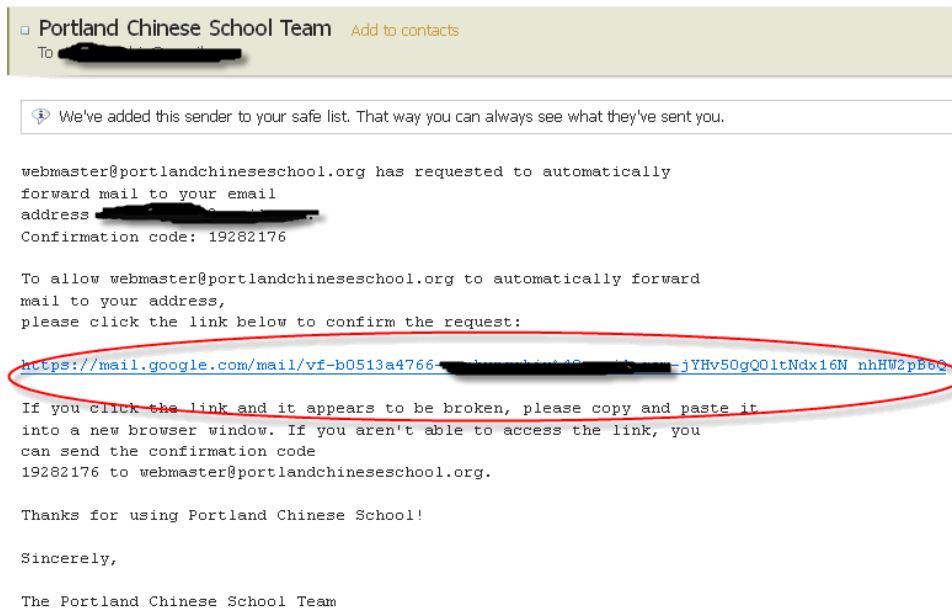 Portland Chinese School Team Add to contacts
To
We've added this sender to your safe list. That way you can always see what they've sent you.
webmaster@portlandchineseschool.org has requested to automatically
forward mail to your email
address
Confirmation code: 19282176
To allow webmaster@portlandchineseschool.org to automatically forward
mail to your address,
please click the link below to confirm the request:
https://mail.google.com/mail/vf-b0513a4766- -jYHv50gQOltNdx16N nhHW2pB6Q
If you click the link and it appears to be broken, please copy and paste it
into a new browser window. If you aren't able to access the link, you
can send the confirmation code
19282176 to webmaster@portlandchineseschool.org.
Thanks for using Portland Chinese School!
Sincerely,
The Portland Chinese School Team